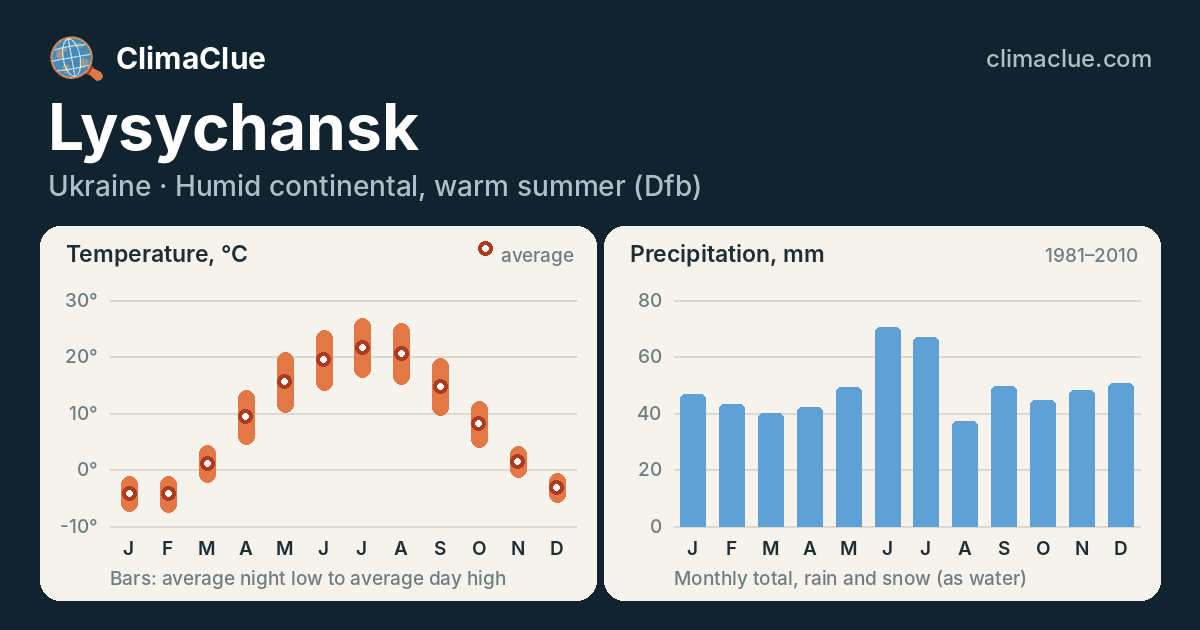 ClimaClue
climaclue.com
Lysychansk
Ukraine · Humid continental, warm summer (Dfb)
Temperature, °C
average
30°
20°
10°
0°
-10°
J F M A M J J A S O N D
Bars: average night low to average day high
Precipitation, mm
1981–2010
80
60
40
20
0
J F M A M J J A S O N D
Monthly total, rain and snow (as water)